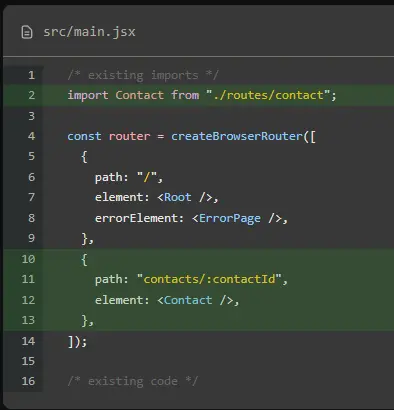 src/main.jsx
1 /* existing imports */
2 import Contact from "./routes/contact";
3
4 const router = createBrowserRouter([
5   {
6     path: "/",
7     element: <Root />,
8     errorElement: <ErrorPage />,
9   },
10   {
11     path: "contacts/:contactId",
12     element: <Contact />,
13   },
14 ]);
15
16 /* existing code */